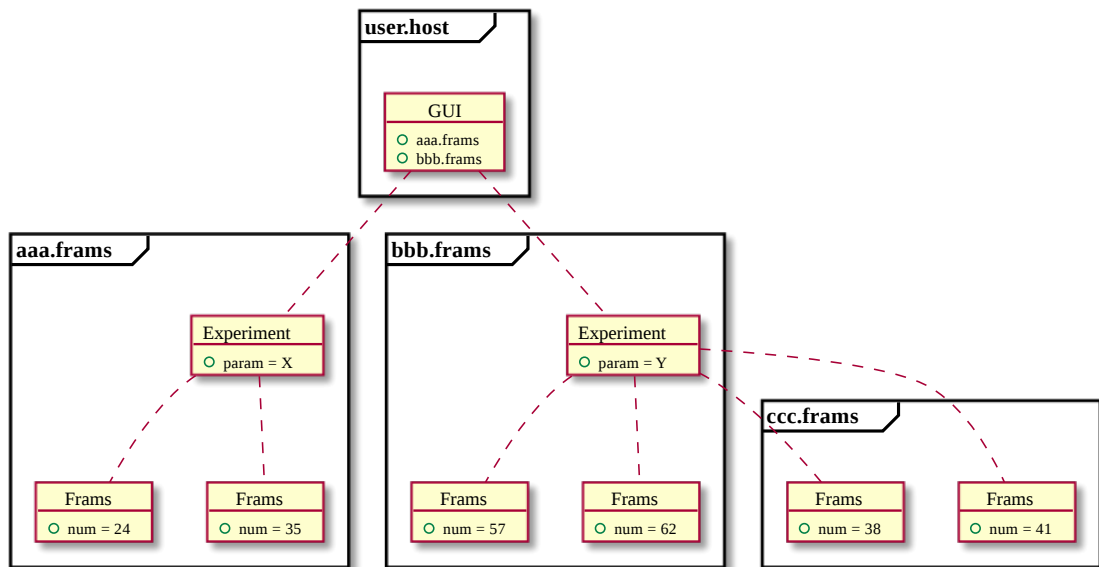 user.host
GUI
aaa.frams
bbb.frams
aaa.frams
Experiment
param = X
Frams
num = 24
Frams
num = 35
bbb.frams
Experiment
param = Y
Frams
num = 57
Frams
num = 62
ccc.frams
Frams
num = 38
Frams
num = 41